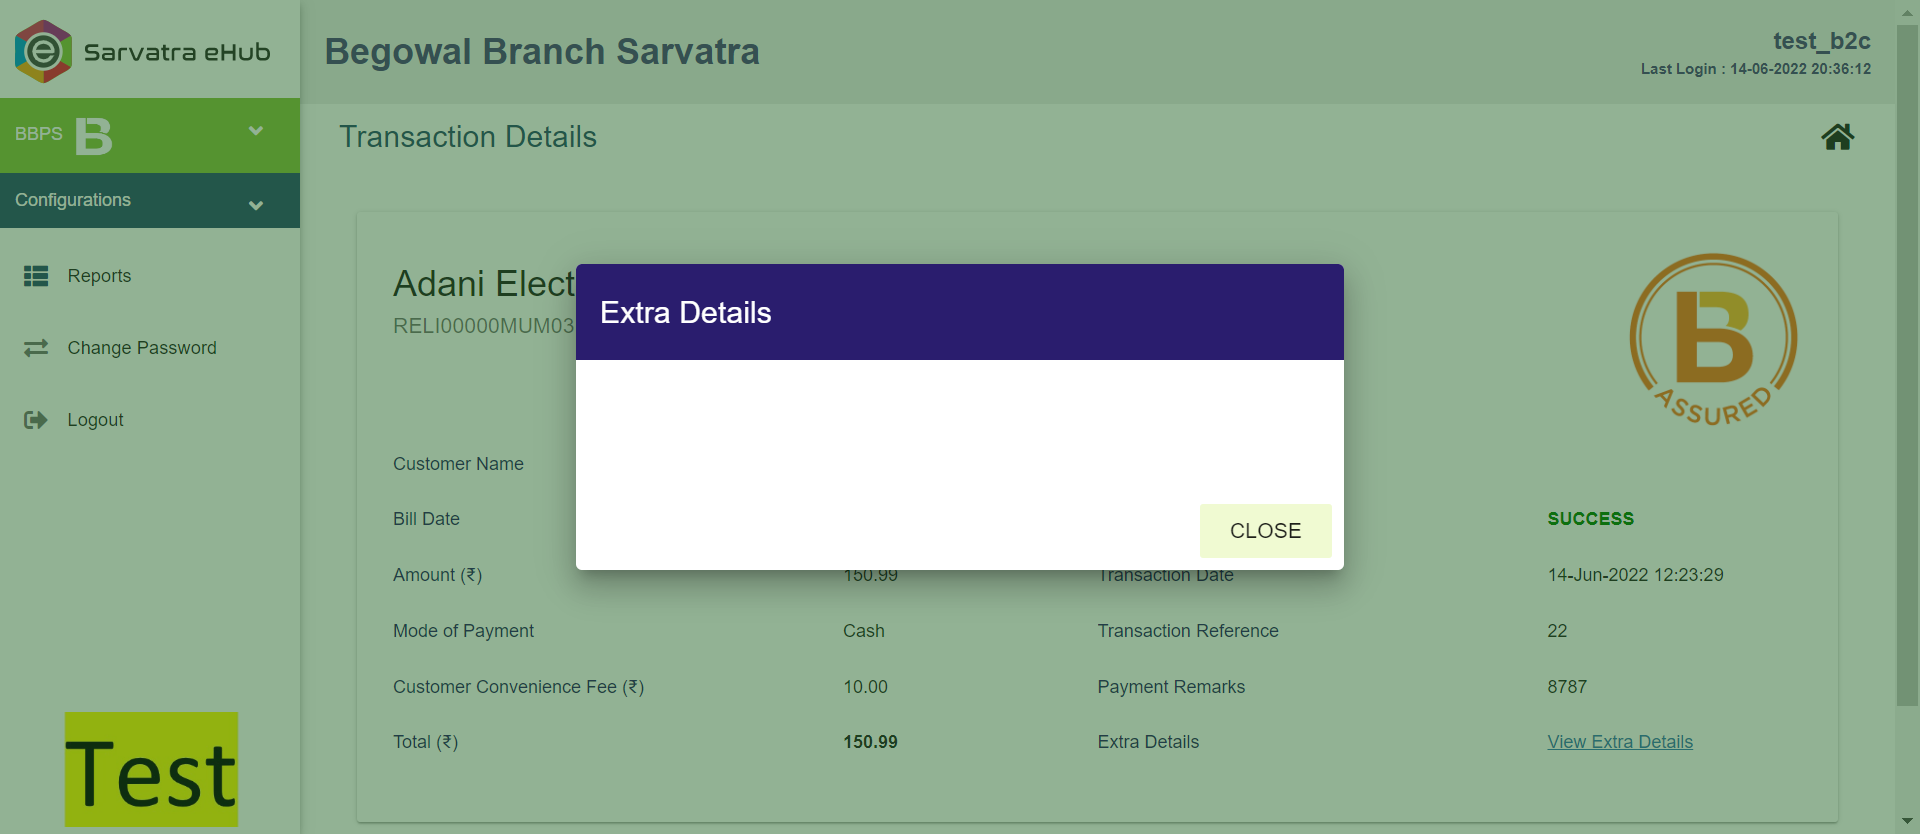 Sarvatra eHub
Begowal Branch Sarvatra
test_b2c
Last Login : 14-06-2022 20:36:12
BBPS B
Configurations
Reports
Change Password
Logout
Test
Transaction Details
Adani Elect
RELI00000MUM03
B
ASSURED
Extra Details
CLOSE
Customer Name
Bill Date
SUCCESS
Amount (₹) 150.99 Transaction Date 14-Jun-2022 12:23:29
Mode of Payment Cash Transaction Reference 22
Customer Convenience Fee (₹) 10.00 Payment Remarks 8787
Total (₹) 150.99 Extra Details View Extra Details